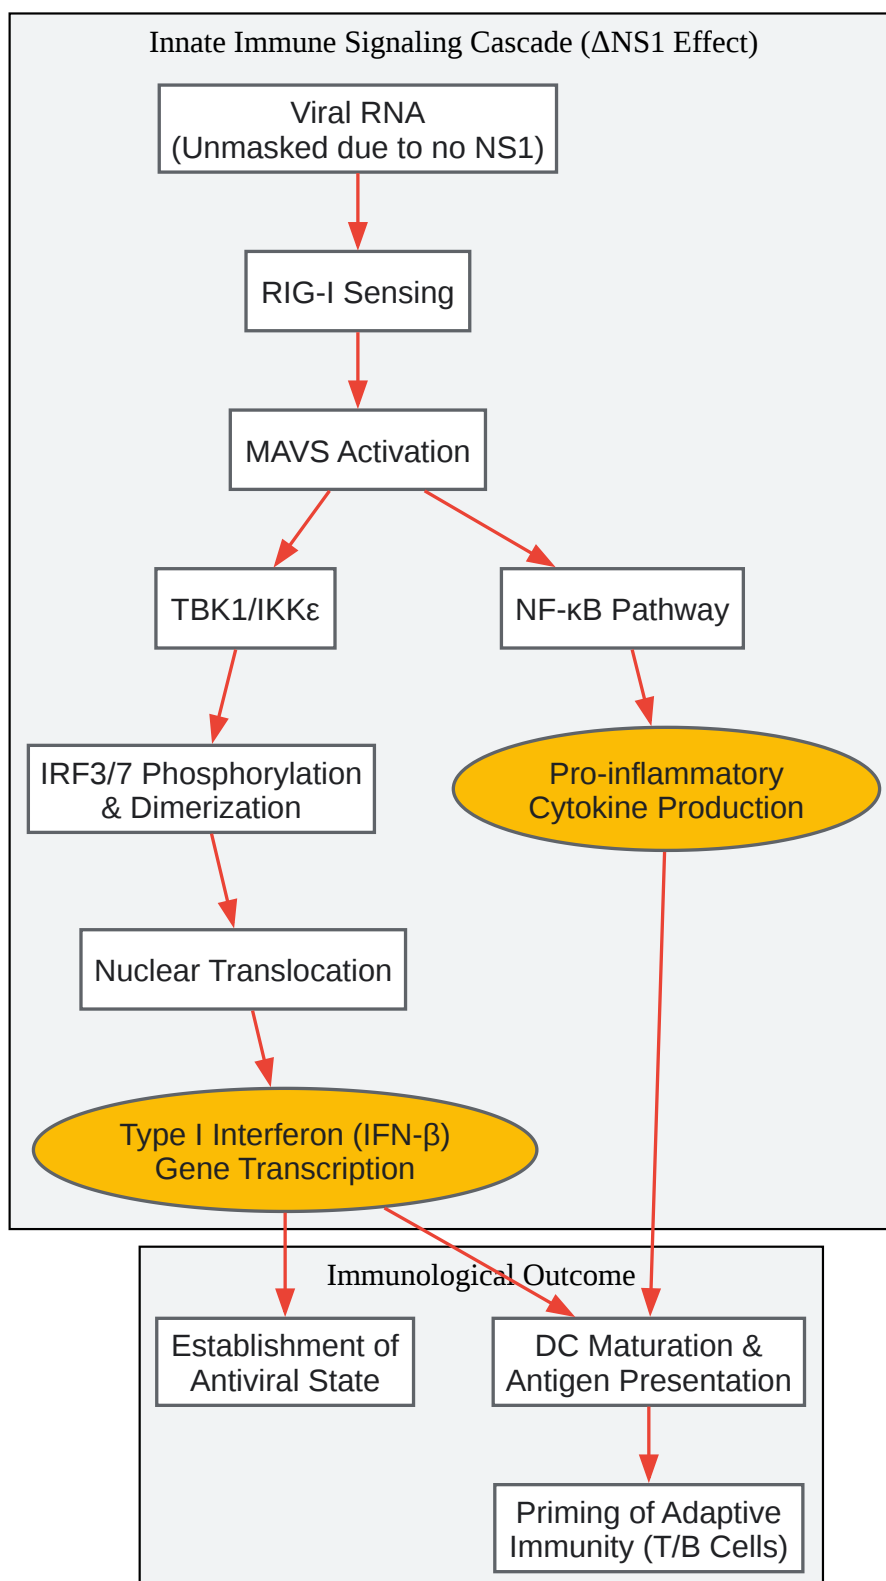 Innate Immune Signaling Cascade (ΔNS1 Effect)
Viral RNA
(Unmasked due to no NS1)
RIG-I Sensing
MAVS Activation
TBK1/IKKε
NF-κB Pathway
IRF3/7 Phosphorylation
& Dimerization
Pro-inflammatory
Cytokine Production
Nuclear Translocation
Type I Interferon (IFN-β)
Gene Transcription
Immunological Outcome
Establishment of
Antiviral State
DC Maturation &
Antigen Presentation
Priming of Adaptive
Immunity (T/B Cells)